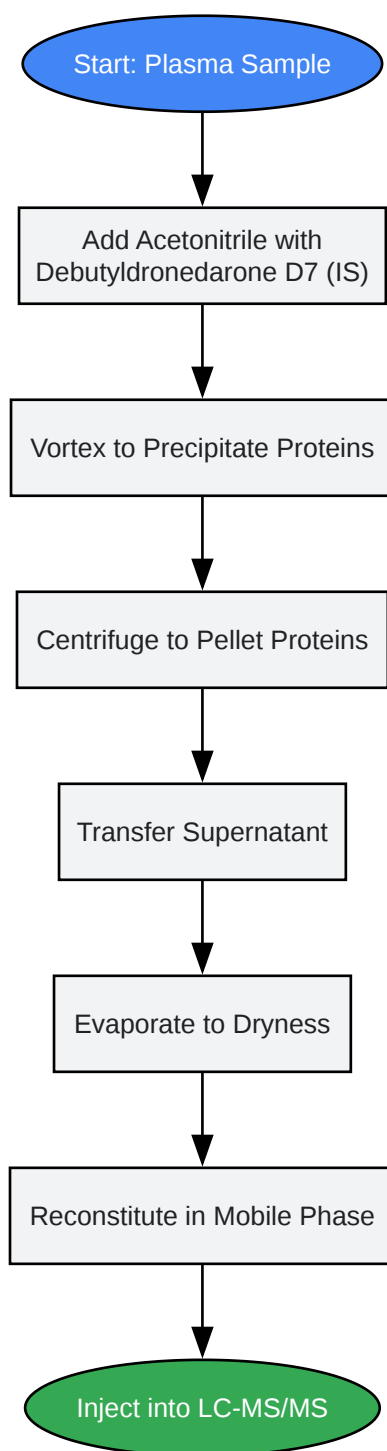 Start: Plasma Sample
Add Acetonitrile with
Debutyldronedarone D7 (IS)
Vortex to Precipitate Proteins
Centrifuge to Pellet Proteins
Transfer Supernatant
Evaporate to Dryness
Reconstitute in Mobile Phase
Inject into LC-MS/MS